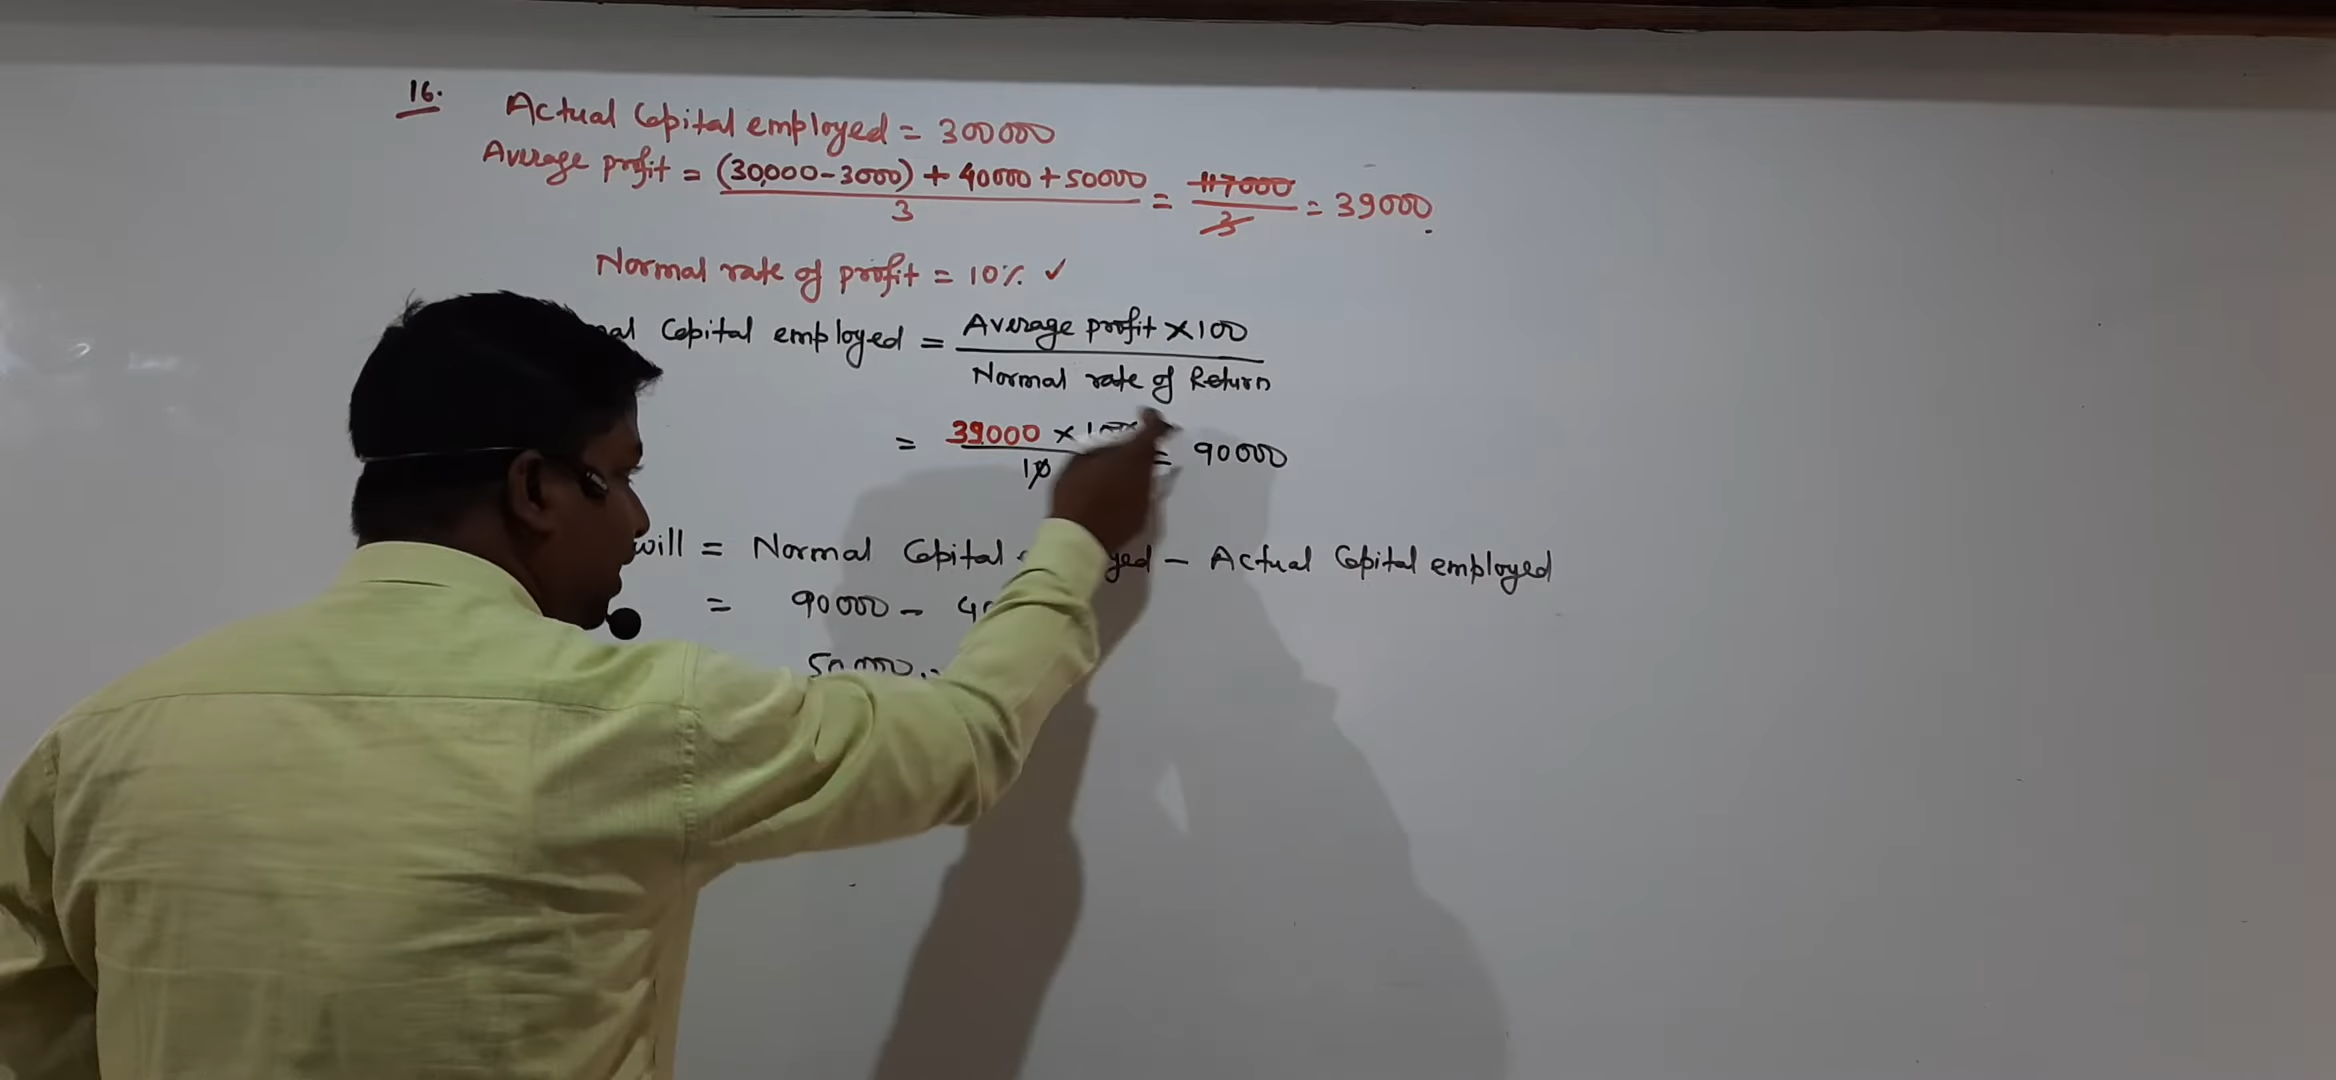 16.
Actual Capital employed = 300000
Average profit = (30,000-3000) + 40000 + 50000 / 3 = 117000 / 3 = 39000.
Normal rate of profit = 10% ✓
Capital employed = Average profit × 100 / Normal rate of Return
= 39000 × / 10 = 90000
will = Normal Capital - Actual Capital employed
= 90000 -
50000.